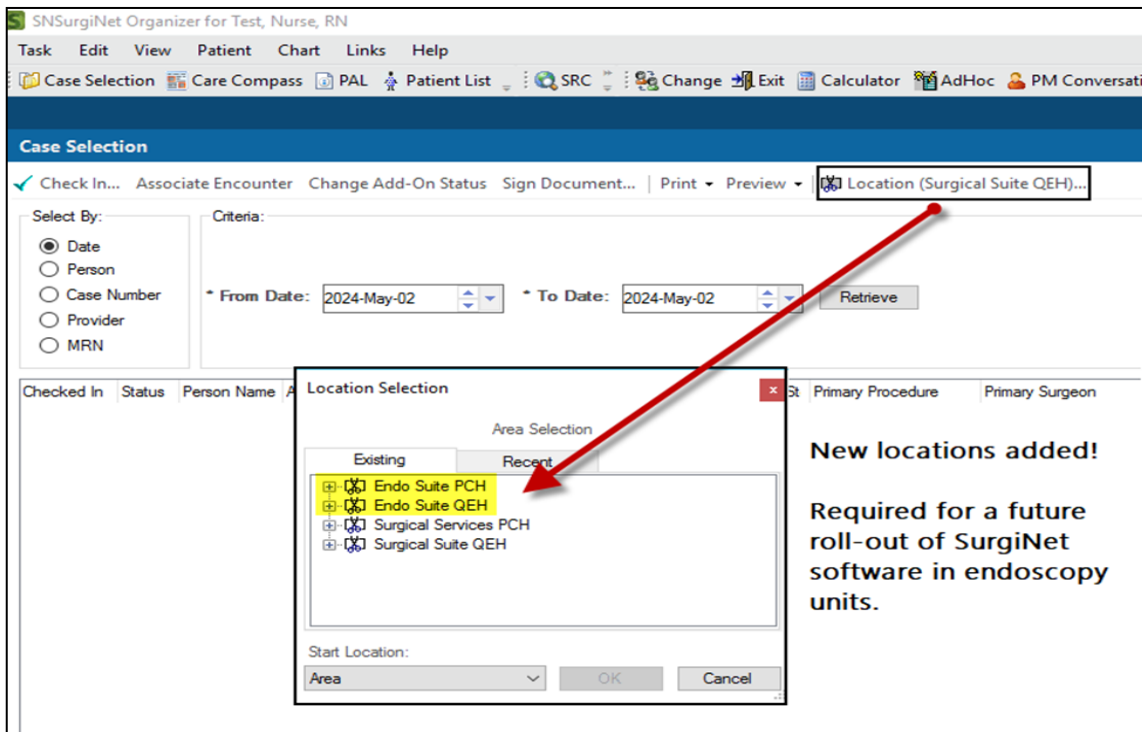 SNSurgiNet Organizer for Test, Nurse, RN
Task Edit View Patient Chart Links Help
Case Selection Care Compass PAL Patient List SRC Change Exit Calculator AdHoc PM Conversati
Case Selection
Check In... Associate Encounter Change Add-On Status Sign Document... Print Preview Location (Surgical Suite QEH)...
Select By: Criteria:
Date
Person
Case Number
Provider
MRN
* From Date: 2024-May-02 * To Date: 2024-May-02 Retrieve
Checked In Status Person Name A St Primary Procedure Primary Surgeon
Location Selection x
Area Selection
Existing Recent
Endo Suite PCH
Endo Suite QEH
Surgical Services PCH
Surgical Suite QEH
Start Location:
Area OK Cancel
New locations added!
Required for a future
roll-out of SurgiNet
software in endoscopy
units.